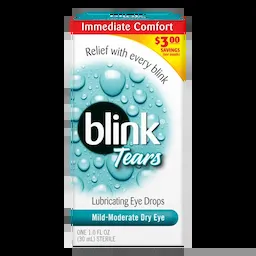 Immediate Comfort
Relief with every blink
$3.00
SAVINGS
blink
Tears
Lubricating Eye Drops
Mild-Moderate Dry Eye
ONE 1.0 FL OZ
(30 mL) STERILE